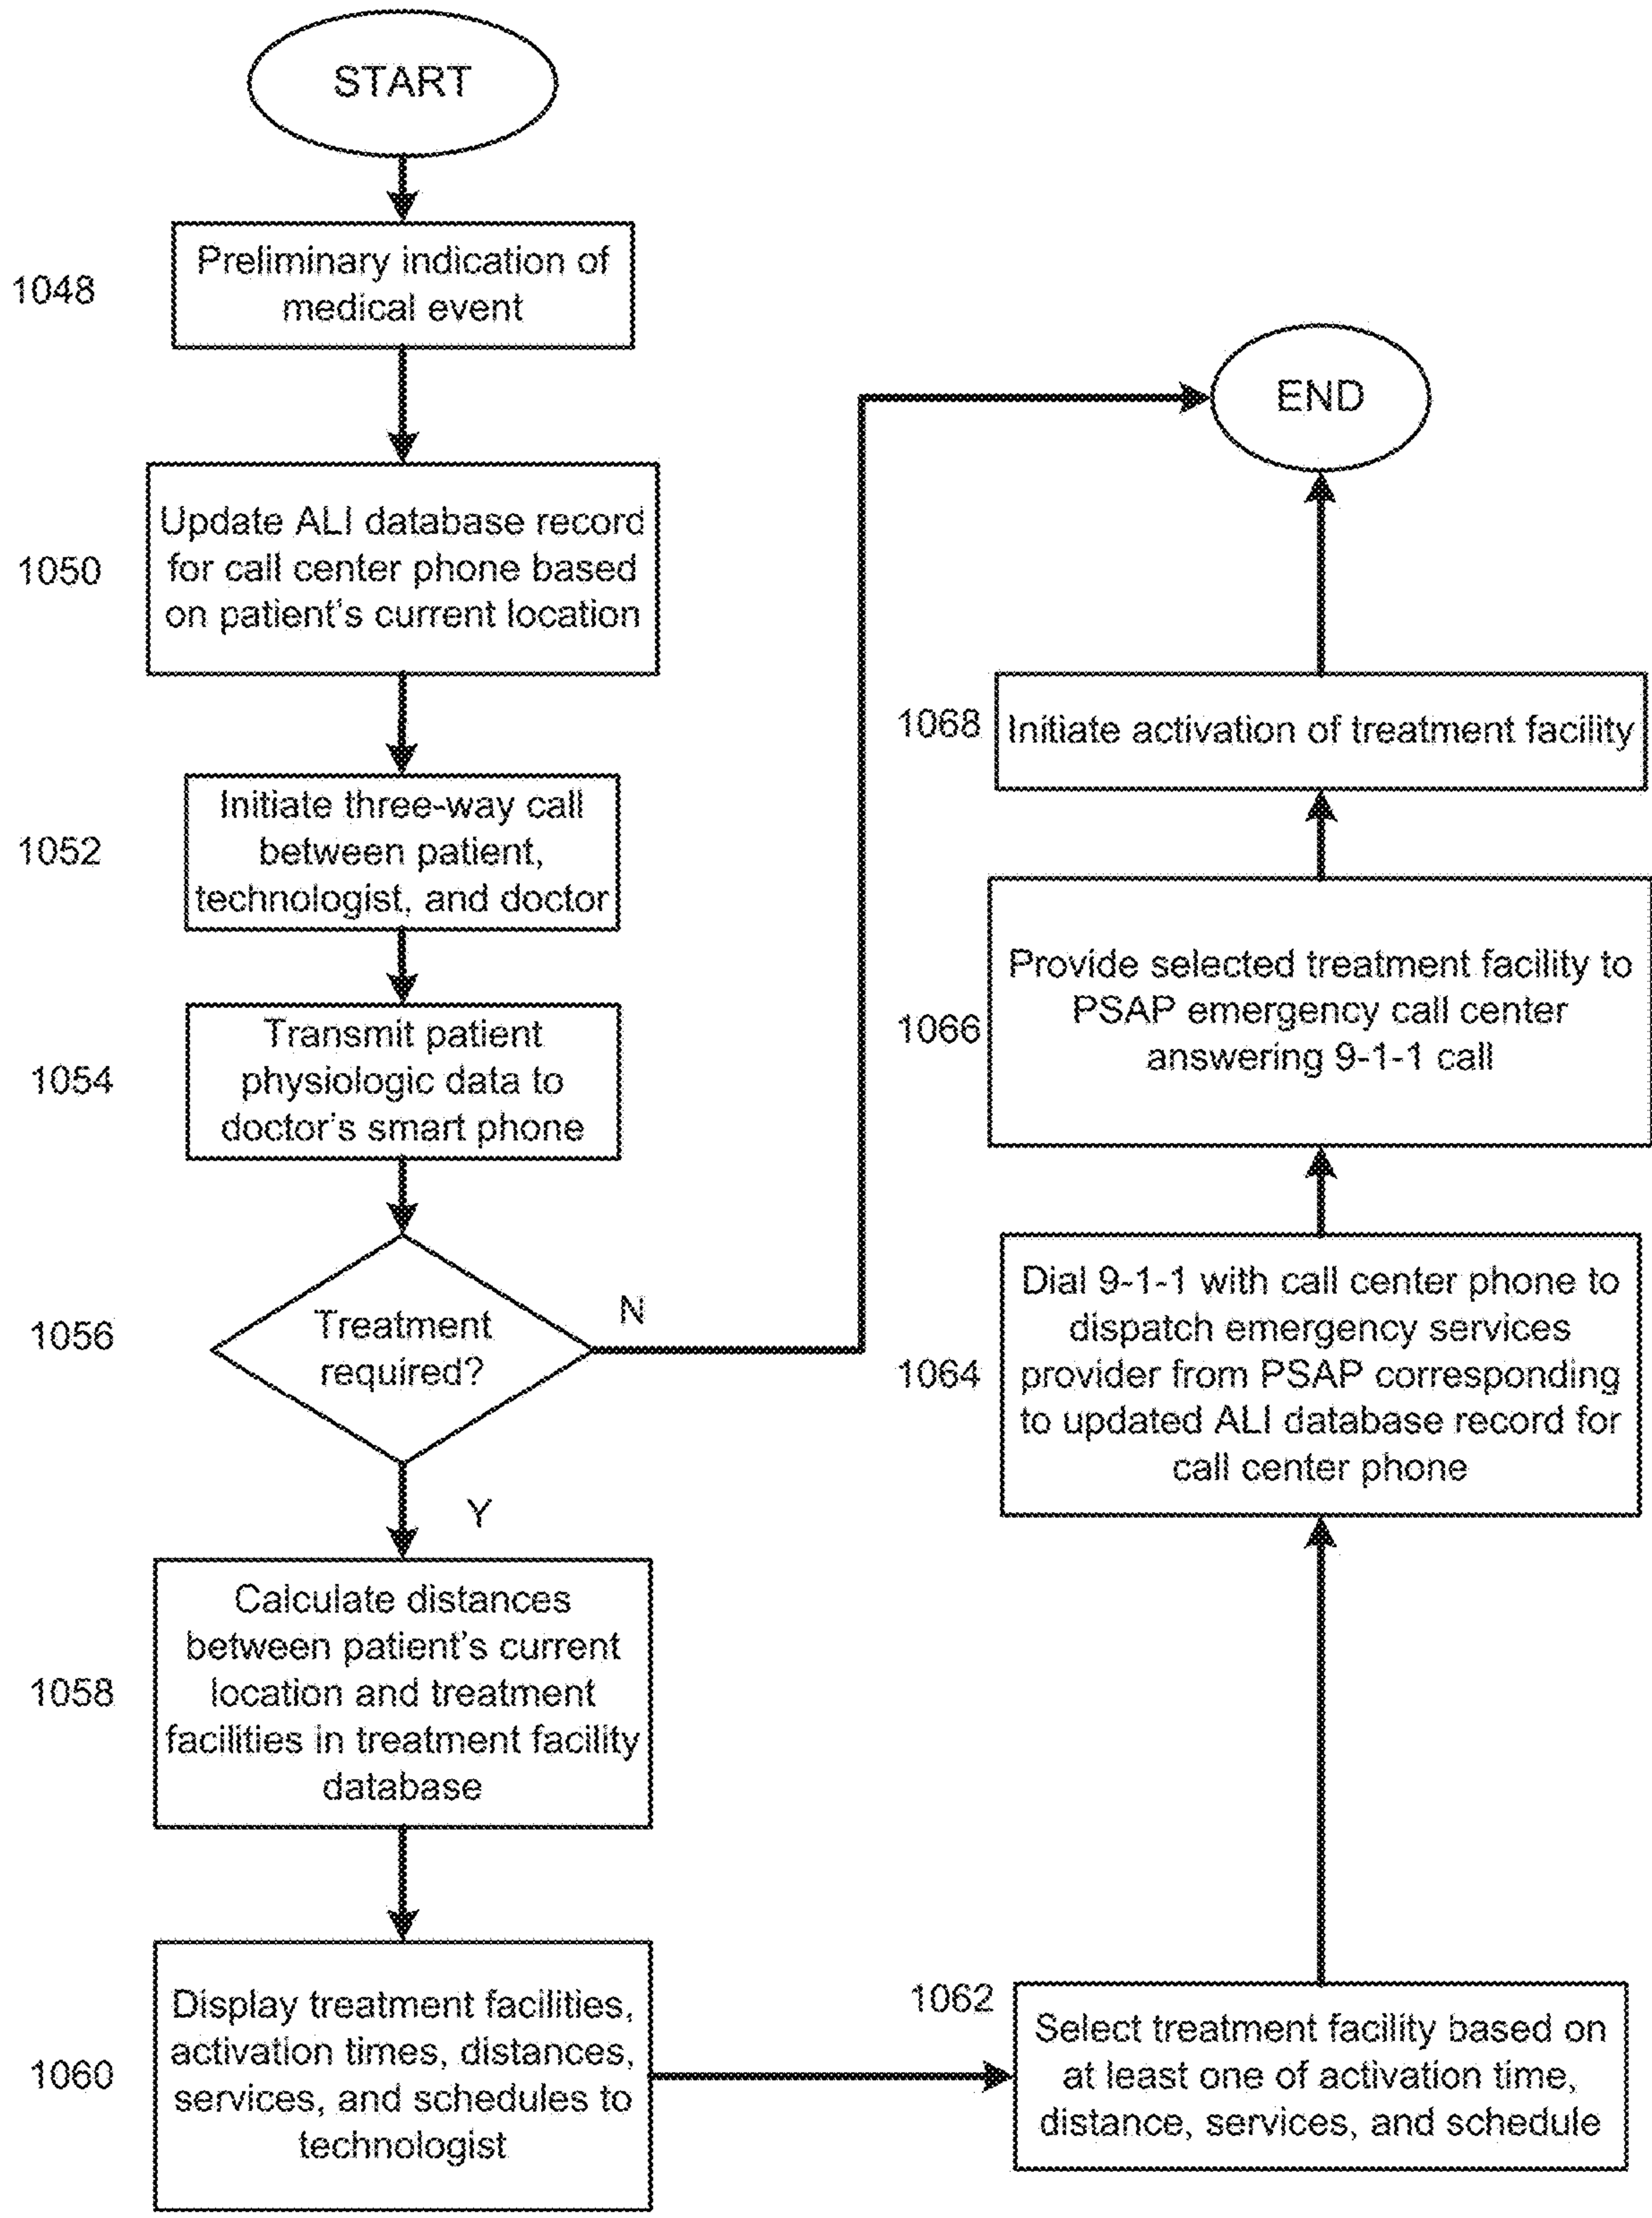 START
1048
Preliminary indication of
medical event
1050
Update ALI database record
for call center phone based
on patient's current location
1052
Initiate three-way call
between patient,
technologist, and doctor
1054
Transmit patient
physiologic data to
doctor's smart phone
1056
Treatment
required?
N
Y
1058
Calculate distances
between patient's current
location and treatment
facilities in treatment facility
database
1060
Display treatment facilities,
activation times, distances,
services, and schedules to
technologist
1062
Select treatment facility based on
at least one of activation time,
distance, services, and schedule
1064
Dial 9-1-1 with call center phone to
dispatch emergency services
provider from PSAP corresponding
to updated ALI database record for
call center phone
1066
Provide selected treatment facility to
PSAP emergency call center
answering 9-1-1 call
1068
Initiate activation of treatment facility
END